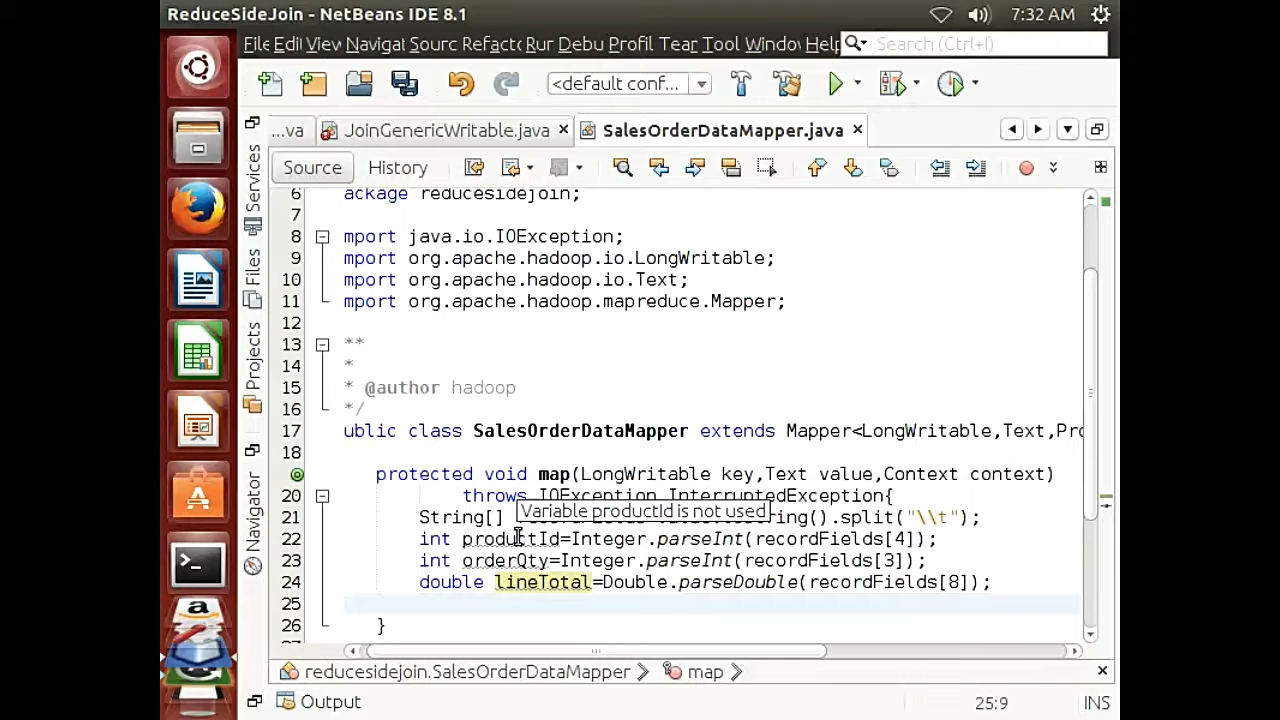 ReduceSideJoin - NetBeans IDE 8.1
7:32 AM
File Edit View Navigat Sourc Refacto Run Debu Profil Tear Tool Windo Help
Search (Ctrl+I)
<default conf...
...va
JoinGenericWritable.java
SalesOrderDataMapper.java
Source
History
Services
Files
Projects
Navigator
6 ackage reducesidejoin;
7
8 mport java.io.IOException;
9 mport org.apache.hadoop.io.LongWritable;
10 mport org.apache.hadoop.io.Text;
11 mport org.apache.hadoop.mapreduce.Mapper;
12
13 **
14 *
15 * @author hadoop
16 */
17 ublic class SalesOrderDataMapper extends Mapper<LongWritable,Text,Pro
18
protected void map(LongWritable key,Text value,Context context)
20 throws IOException,InterruptedException{
Variable productId is not used
21 String[] ring().split("\\t");
22 int productId=Integer.parseInt(recordFields[4]);
23 int orderQty=Integer.parseInt(recordFields[3]);
24 double lineTotal=Double.parseDouble(recordFields[8]);
25
26 }
reducesidejoin.SalesOrderDataMapper
map
Output
25:9
INS